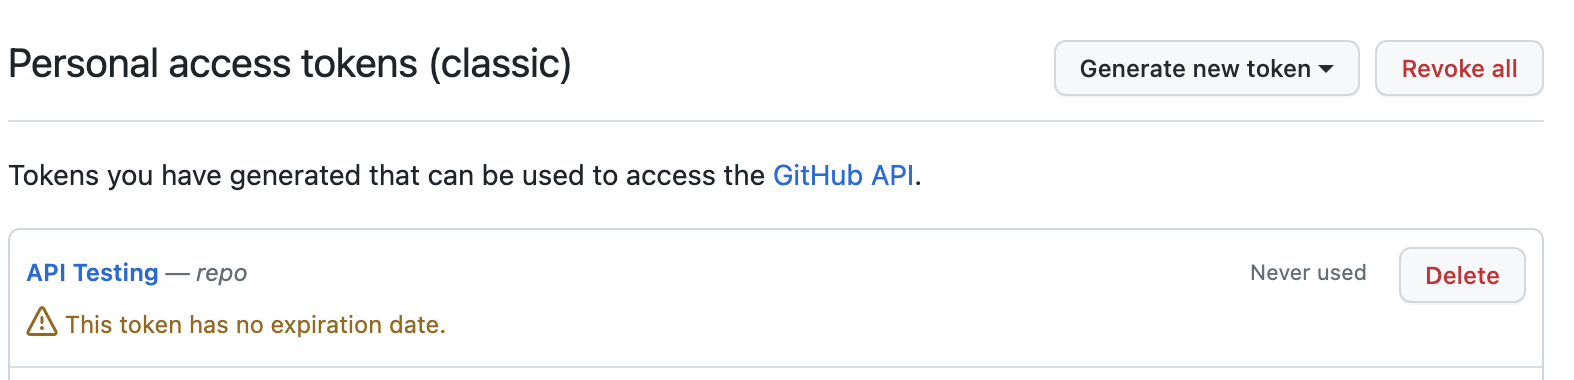 Personal access tokens (classic)
Generate new token
Revoke all
Tokens you have generated that can be used to access the GitHub API.
API Testing — repo
Never used
Delete
This token has no expiration date.